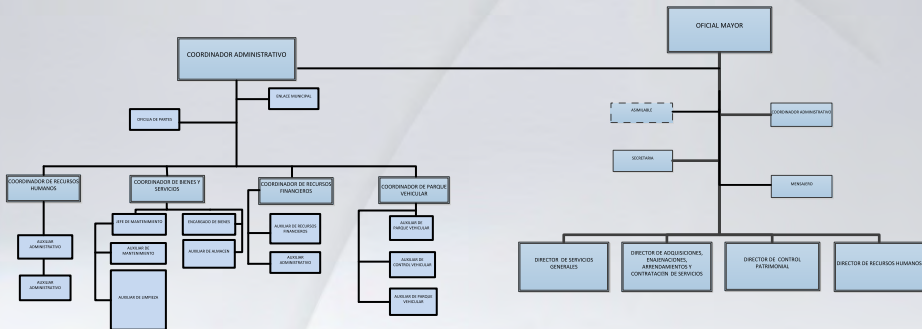 OFICIAL MAYOR
COORDINADOR ADMINISTRATIVO
ENLACE MUNICIPAL
OFICILIA DE PARTES
ASIMILABLE
COORDINADOR ADMINISTRATIVO
SECRETARIA
MENSAJERO
COORDINADOR DE RECURSOS
HUMANOS
COORDINADOR DE BIENES Y
SERVICIOS
COORDINADOR DE RECURSOS
FINANCIEROS
COORDINADOR DE PARQUE
VEHICULAR
AUXILIAR
ADMINISTRATIVO
AUXILIAR
ADMINISTRATIVO
JEFE DE MANTENIMIENTO
AUXILIAR DE
MANTENIMIENTO
AUXILIAR DE LIMPIEZA
ENCARGADO DE BIENES
AUXILIAR DE ALMACEN
AUXILIAR DE RECURSOS
FINANCIEROS
AUXILIAR
ADMINISTRATIVO
AUXILIAR DE
PARQUE VEHICULAR
AUXILIAR DE
CONTROL VEHICULAR
AUXILIAR DE PARQUE
VEHICULAR
DIRECTOR DE SERVICIOS
GENERALES
DIRECTOR DE ADQUISICIONES,
ENAJENACIONES,
ARRENDAMIENTOS Y
CONTRATACEIN DE SERVICIOS
DIRECTOR DE CONTROL
PATRIMONIAL
DIRECTOR DE RECURSOS HUMANOS